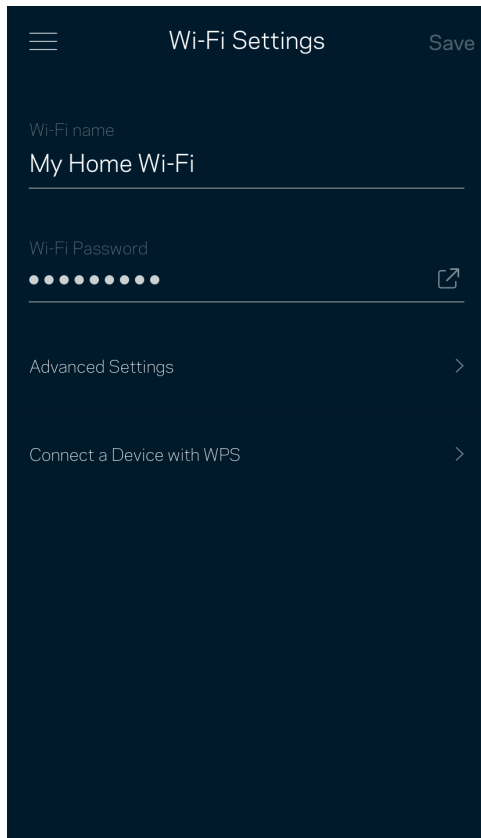 Wi-Fi Settings
Save
Wi-Fi name
My Home Wi-Fi
Wi-Fi Password
●●●●●●●●●
Advanced Settings
Connect a Device with WPS